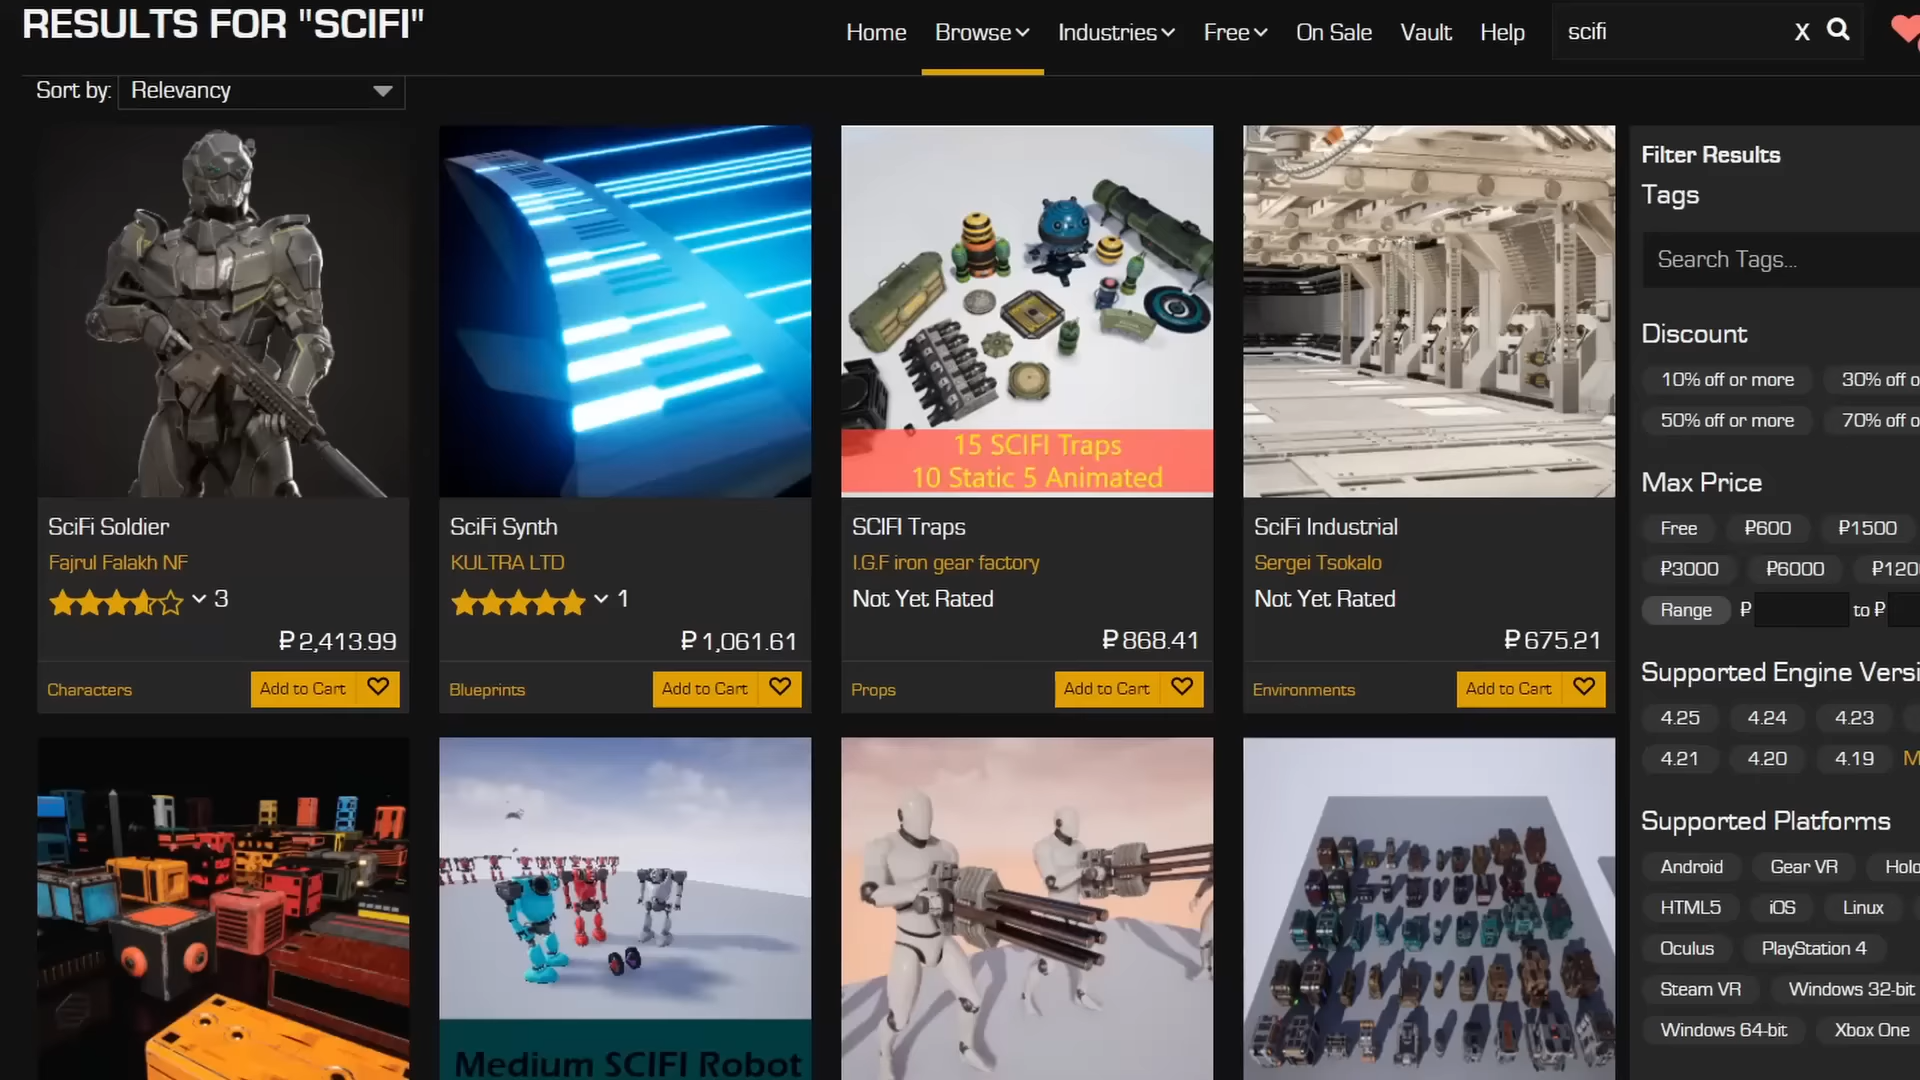 RESULTS FOR "SCIFI"
Home Browse Industries Free On Sale Vault Help scifi X
Sort by: Relevancy
15 SCIFI Traps
10 Static 5 Animated
SciFi Soldier
Fajrul Falakh NF
3
₽2,413.99
Characters Add to Cart
SciFi Synth
KULTRA LTD
1
₽1,061.61
Blueprints Add to Cart
SCIFI Traps
I.G.F iron gear factory
Not Yet Rated
₽868.41
Props Add to Cart
SciFi Industrial
Sergei Tsokalo
Not Yet Rated
₽675.21
Environments Add to Cart
Medium SCIFI Robot
Filter Results
Tags
Search Tags...
Discount
10% off or more 30% off o
50% off or more 70% off o
Max Price
Free ₽600 ₽1500
₽3000 ₽6000 ₽120
Range ₽ to ₽
Supported Engine Versi
4.25 4.24 4.23
4.21 4.20 4.19 M
Supported Platforms
Android Gear VR Holo
HTML5 iOS Linux
Oculus PlayStation 4
Steam VR Windows 32-bit
Windows 64-bit Xbox One